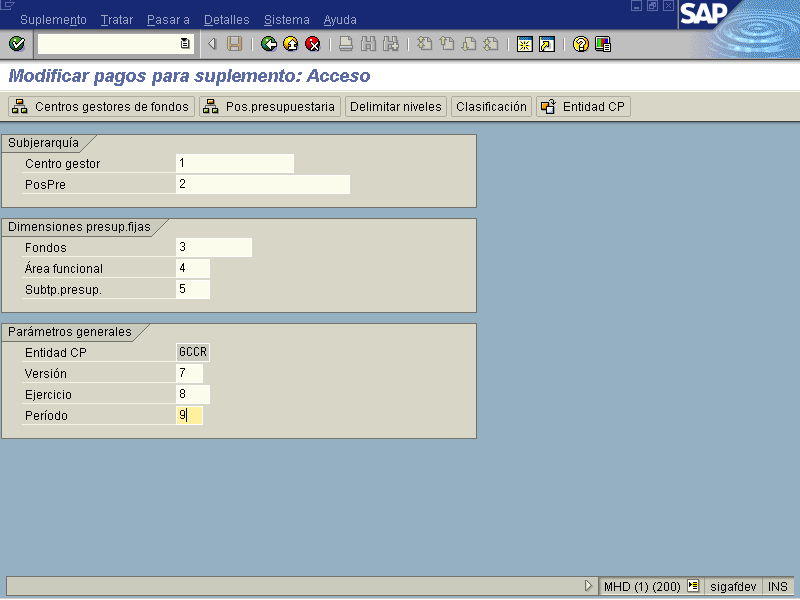 Suplemento Tratar Pasar a Detalles Sistema Ayuda
SAP
Modificar pagos para suplemento: Acceso
Centros gestores de fondos Pos.presupuestaria Delimitar niveles Clasificación Entidad CP
Subjerarquía
Centro gestor 1
PosPre 2
Dimensiones presup.fijas
Fondos 3
Área funcional 4
Subtp.presup. 5
Parámetros generales
Entidad CP GCCR
Versión 7
Ejercicio 8
Período 9
MHD (1) (200) sigafdev INS